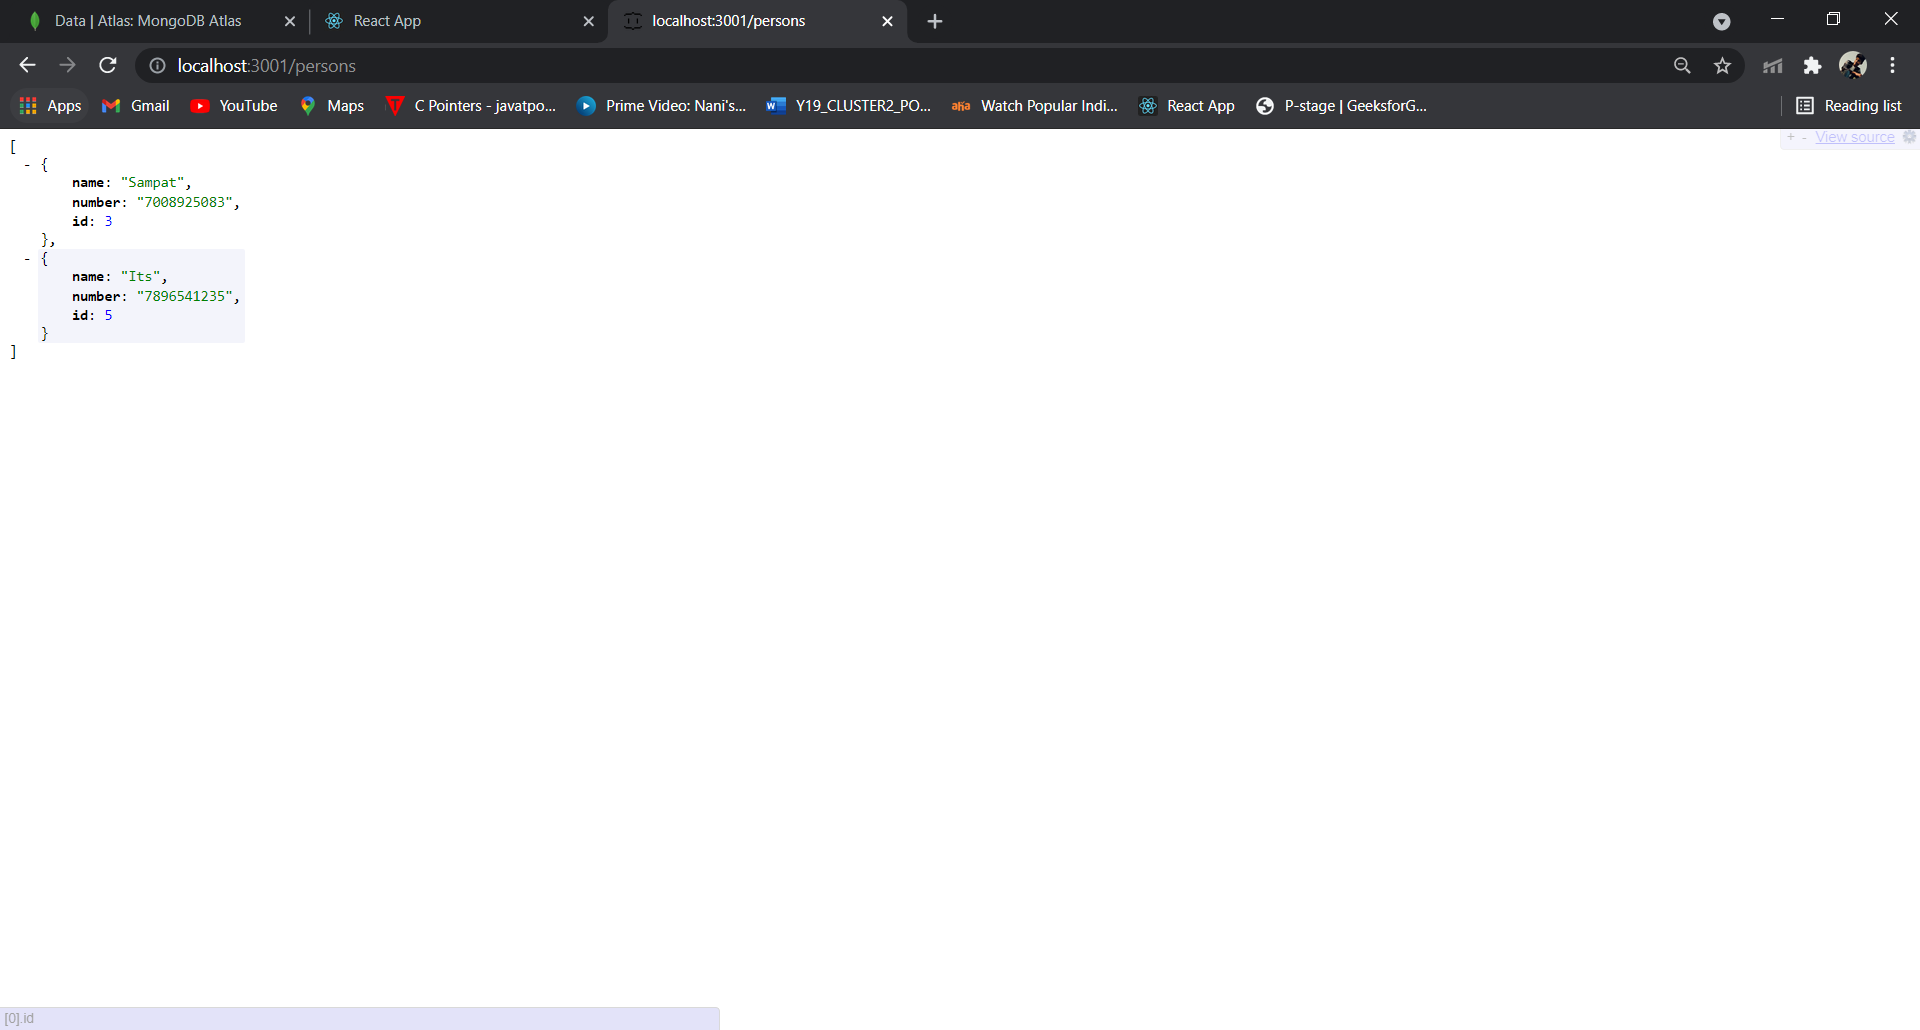 Data | Atlas: MongoDB Atlas
React App
localhost:3001/persons
localhost:3001/persons
Apps
Gmail
YouTube
Maps
C Pointers - javatpo...
Prime Video: Nani's...
Y19_CLUSTER2_PO...
aha
Watch Popular Indi...
React App
P-stage | GeeksforG...
Reading list
+ - View source
[
- {
name: "Sampat",
number: "7008925083",
id: 3
},
- {
name: "Its",
number: "7896541235",
id: 5
}
]
[0].id